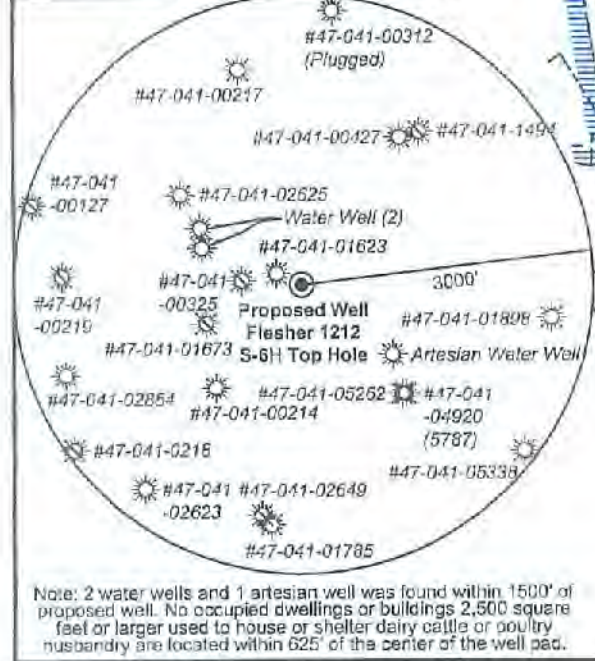 #47-041-00312
(Plugged)
#47-041-00217
#47-041-00427
#47-041-1494
#47-041
-00127
#47-041-02625
Water Well (2)
#47-041-01623
#47-041
-00325
3000'
#47-041
-00219
Proposed Well
Flesher 1212
S-6H Top Hole
#47-041-01898
#47-041-01673
Artesian Water Well
#47-041-02854
#47-041-00214
#47-041-05262
#47-041
-04920
(5787)
#47-041-0218
#47-041-05338
#47-041
-02623
#47-041-02649
#47-041-01785
Note: 2 water wells and 1 artesian well was found within 1500' of
proposed well. No occupied dwellings or buildings 2,500 square
feet or larger used to house or shelter dairy cattle or poultry
husbandry are located within 625' of the center of the well pad.